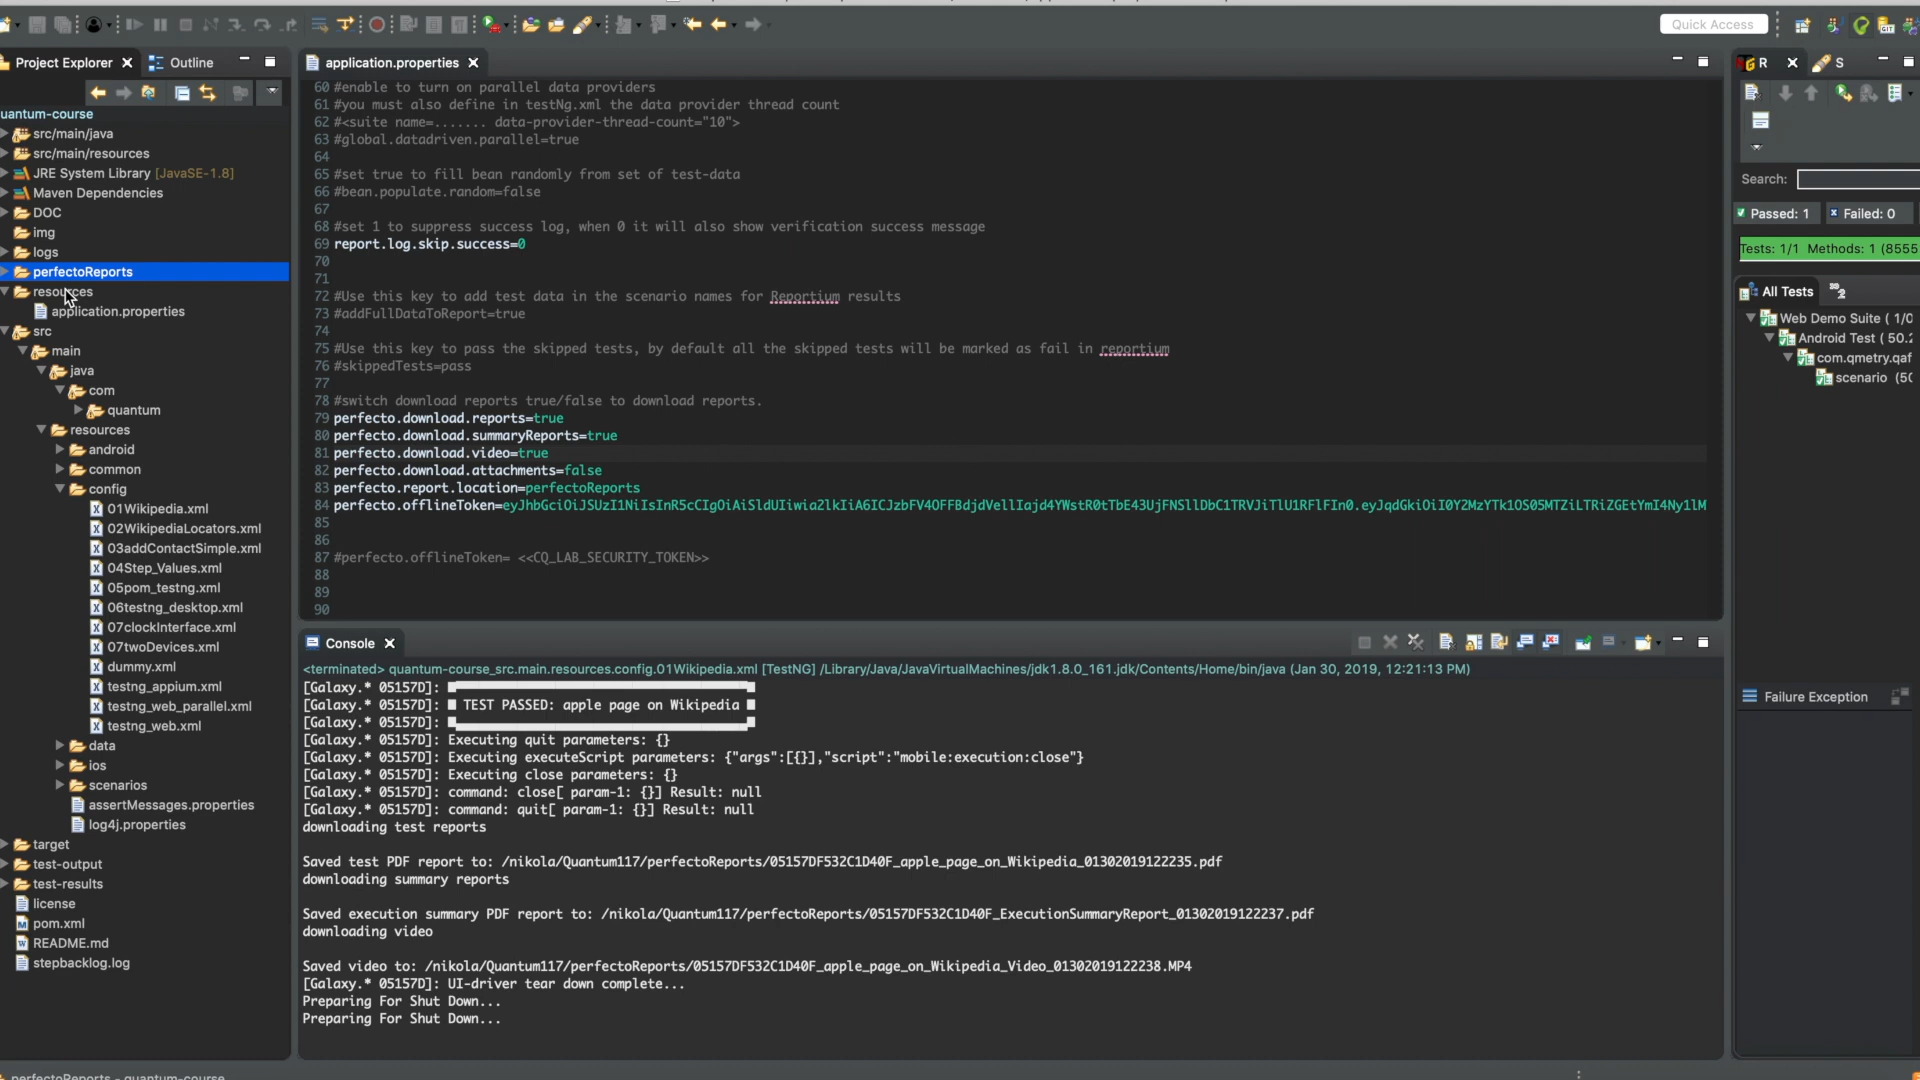 Quick Access
Project Explorer
Outline
uantum-course
src/main/java
src/main/resources
JRE System Library [JavaSE-1.8]
Maven Dependencies
DOC
img
logs
perfectoReports
resources
application.properties
src
main
java
com
quantum
resources
android
common
config
01Wikipedia.xml
02WikipediaLocators.xml
03addContactSimple.xml
04Step_Values.xml
05pom_testng.xml
06testng_desktop.xml
07clockInterface.xml
07twoDevices.xml
dummy.xml
testng_appium.xml
testng_web_parallel.xml
testng_web.xml
data
ios
scenarios
assertMessages.properties
log4j.properties
target
test-output
test-results
license
pom.xml
README.md
stepbacklog.log
application.properties
60 #enable to turn on parallel data providers
61 #you must also define in testNg.xml the data provider thread count
62 #<suite name=....... data-provider-thread-count="10">
63 #global.datadriven.parallel=true
64
65 #set true to fill bean randomly from set of test-data
66 #bean.populate.random=false
67
68 #set 1 to suppress success log, when 0 it will also show verification success message
69 report.log.skip.success=0
70
71
72 #Use this key to add test data in the scenario names for Reportium results
73 #addFullDataToReport=true
74
75 #Use this key to pass the skipped tests, by default all the skipped tests will be marked as fail in reportium
76 #skippedTests=pass
77
78 #switch download reports true/false to download reports.
79 perfecto.download.reports=true
80 perfecto.download.summaryReports=true
81 perfecto.download.video=true
82 perfecto.download.attachments=false
83 perfecto.report.location=perfectoReports
84 perfecto.offlineToken=
85
86
87 #perfecto.offlineToken= <<CQ_LAB_SECURITY_TOKEN>>
88
89
90
Console
<terminated> quantum-course_src.main.resources.config.01Wikipedia.xml [TestNG] /Library/Java/JavaVirtualMachines/jdk1.8.0_161.jdk/Contents/Home/bin/java (Jan 30, 2019, 12:21:13 PM)
[Galaxy.* 05157D]:
[Galaxy.* 05157D]: TEST PASSED: apple page on Wikipedia
[Galaxy.* 05157D]:
[Galaxy.* 05157D]: Executing quit parameters: {}
[Galaxy.* 05157D]: Executing executeScript parameters: {"args":[{}],"script":"mobile:execution:close"}
[Galaxy.* 05157D]: Executing close parameters: {}
[Galaxy.* 05157D]: command: close[ param-1: {}] Result: null
[Galaxy.* 05157D]: command: quit[ param-1: {}] Result: null
downloading test reports
Saved test PDF report to: /nikola/Quantum117/perfectoReports/05157DF532C1D40F_apple_page_on_Wikipedia_01302019122235.pdf
downloading summary reports
Saved execution summary PDF report to: /nikola/Quantum117/perfectoReports/05157DF532C1D40F_ExecutionSummaryReport_01302019122237.pdf
downloading video
Saved video to: /nikola/Quantum117/perfectoReports/05157DF532C1D40F_apple_page_on_Wikipedia_Video_01302019122238.MP4
[Galaxy.* 05157D]: UI-driver tear down complete...
Preparing For Shut Down...
Preparing For Shut Down...
R
S
Search:
Passed: 1
Failed: 0
Tests: 1/1 Methods: 1 (8555
All Tests
2
Web Demo Suite ( 1/0
Android Test ( 50.2
com.qmetry.qaf
scenario (50
Failure Exception
perfectoReports - quantum-course